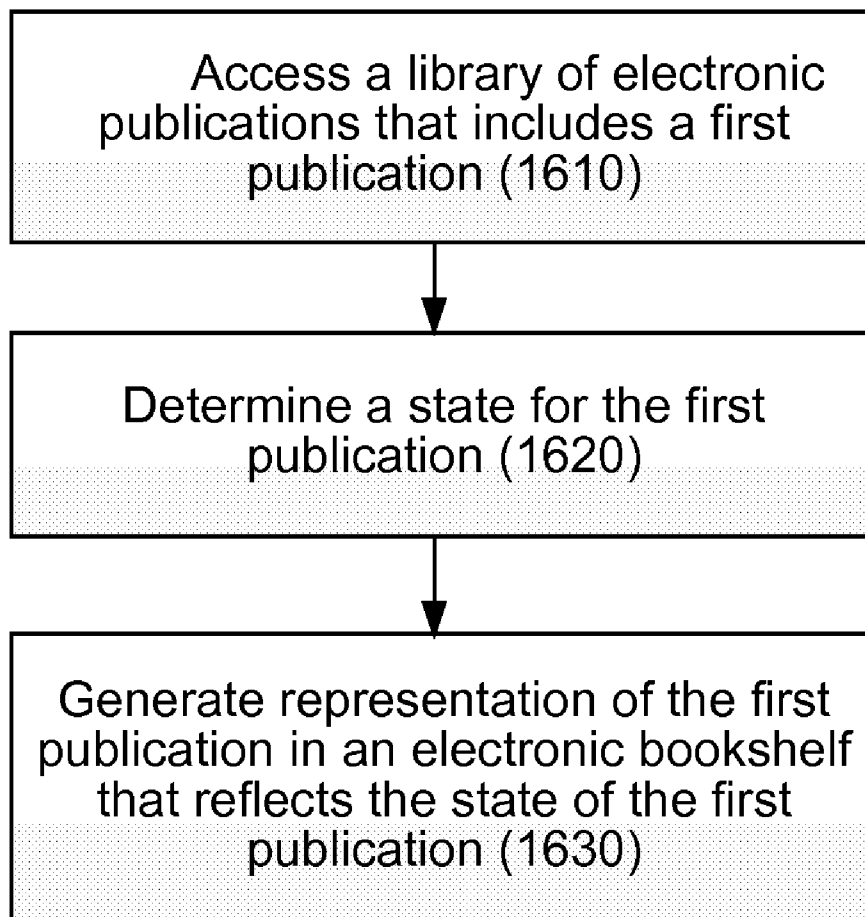 Access a library of electronic
publications that includes a first
publication (1610)
Determine a state for the first
publication (1620)
Generate representation of the first
publication in an electronic bookshelf
that reflects the state of the first
publication (1630)